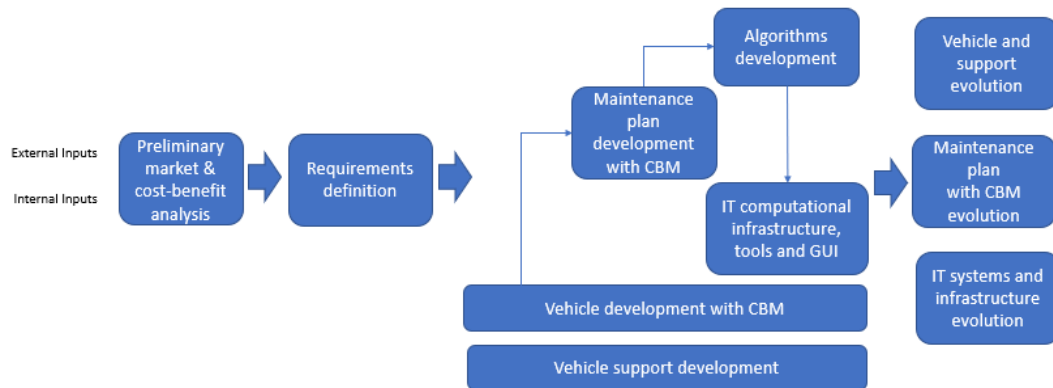 External Inputs
Internal Inputs
Preliminary
market &
cost-benefit
analysis
Requirements
definition
Maintenance
plan
development
with CBM
Algorithms
development
IT computational
infrastructure,
tools and GUI
Vehicle development with CBM
Vehicle support development
Vehicle and
support
evolution
Maintenance
plan
with CBM
evolution
IT systems and
infrastructure
evolution